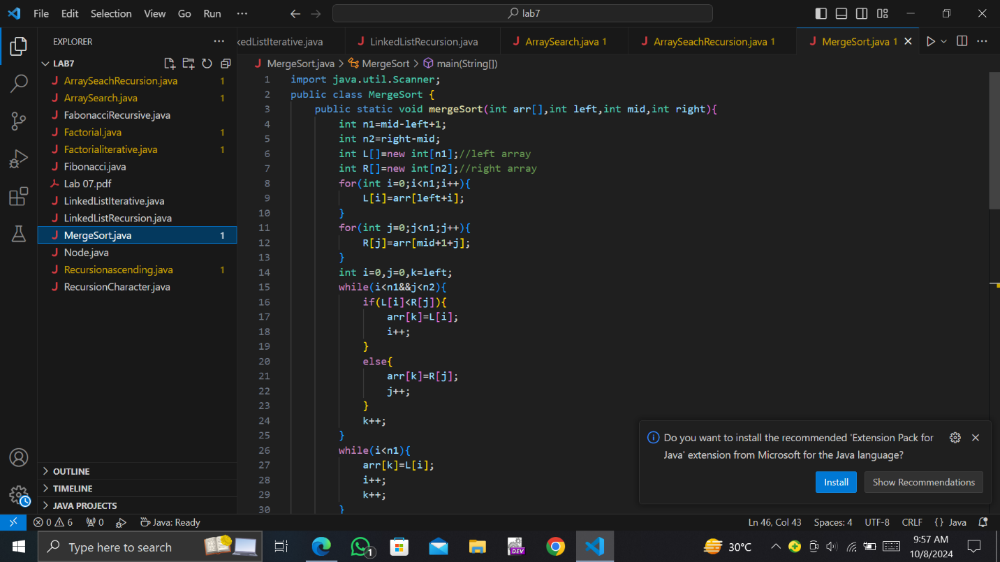 File Edit Selection View Go Run ··· lab7
EXPLORER ···
LAB7
ArraySeachRecursion.java 1
ArraySearch.java 1
FabonacciRecursive.java
Factorial.java 1
Factorialiterative.java 1
Fibonacci.java
Lab 07.pdf
LinkedListIterative.java
LinkedListRecursion.java
MergeSort.java 1
Node.java
Recursionascending.java 1
RecursionCharacter.java
OUTLINE
TIMELINE
JAVA PROJECTS
kedListIterative.java LinkedListRecursion.java ArraySearch.java 1 ArraySeachRecursion.java 1 MergeSort.java 1
MergeSort.java > MergeSort > main(String[])
1 import java.util.Scanner;
2 public class MergeSort {
3 public static void mergeSort(int arr[],int left,int mid,int right){
4 int n1=mid-left+1;
5 int n2=right-mid;
6 int L[]=new int[n1];//left array
7 int R[]=new int[n2];//right array
8 for(int i=0;i<n1;i++){
9 L[i]=arr[left+i];
10 }
11 for(int j=0;j<n1;j++){
12 R[j]=arr[mid+1+j];
13 }
14 int i=0,j=0,k=left;
15 while(i<n1&&j<n2){
16 if(L[i]<R[j]){
17 arr[k]=L[i];
18 i++;
19 }
20 else{
21 arr[k]=R[j];
22 j++;
23 }
24 k++;
25 }
26 while(i<n1){
27 arr[k]=L[i];
28 i++;
29 k++;
30 }
Do you want to install the recommended 'Extension Pack for
Java' extension from Microsoft for the Java language?
Install Show Recommendations
0 6 0 Java: Ready Ln 46, Col 43 Spaces: 4 UTF-8 CRLF {} Java
Type here to search 1 DEV 30°C 9:57 AM
10/8/2024